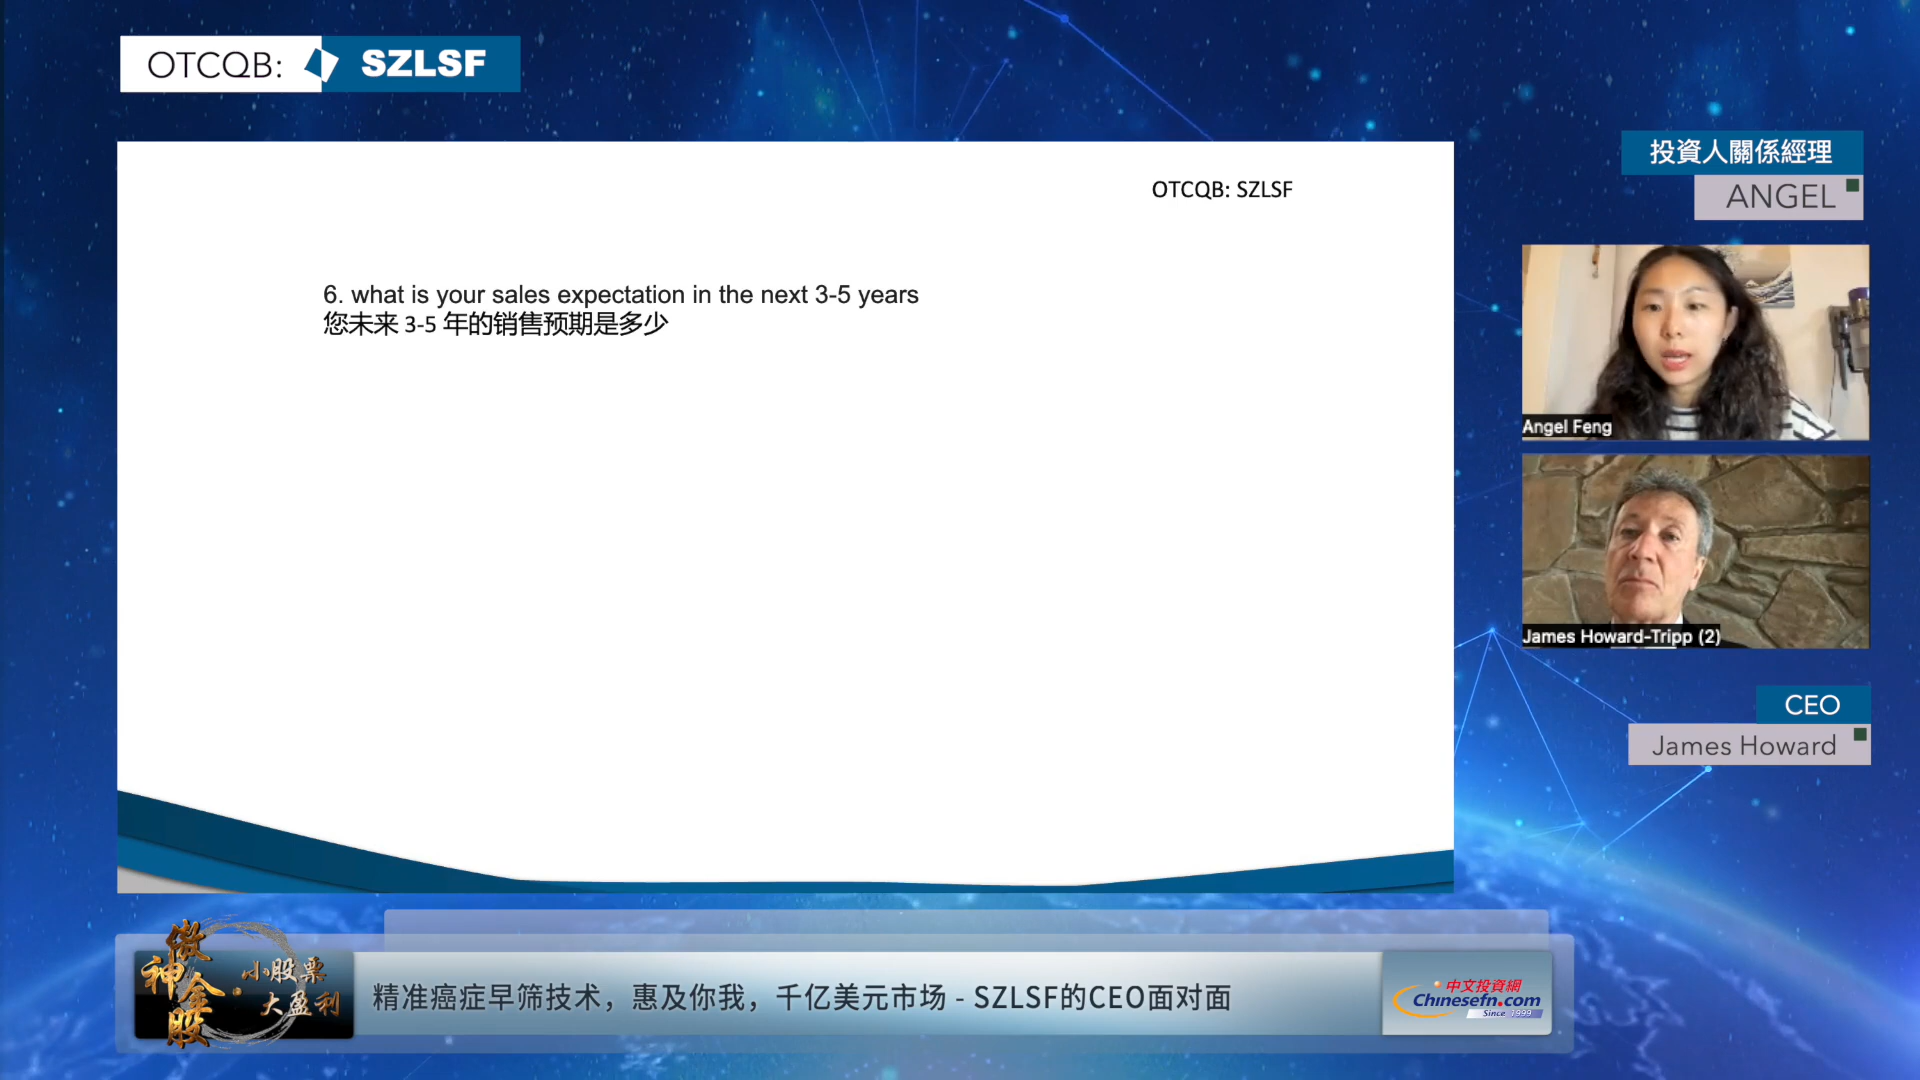 OTCQB: SZLSF
OTCQB: SZLSF
6. what is your sales expectation in the next 3-5 years
您未来 3-5 年的销售预期是多少
投資人關係經理
ANGEL
Angel Feng
James Howard-Tripp (2)
CEO
James Howard
傲神金股·小股票大盈利
精准癌症早筛技术，惠及你我，千亿美元市场 - SZLSF的CEO面对面
中文投資網
Chinesefn.com
Since 1999